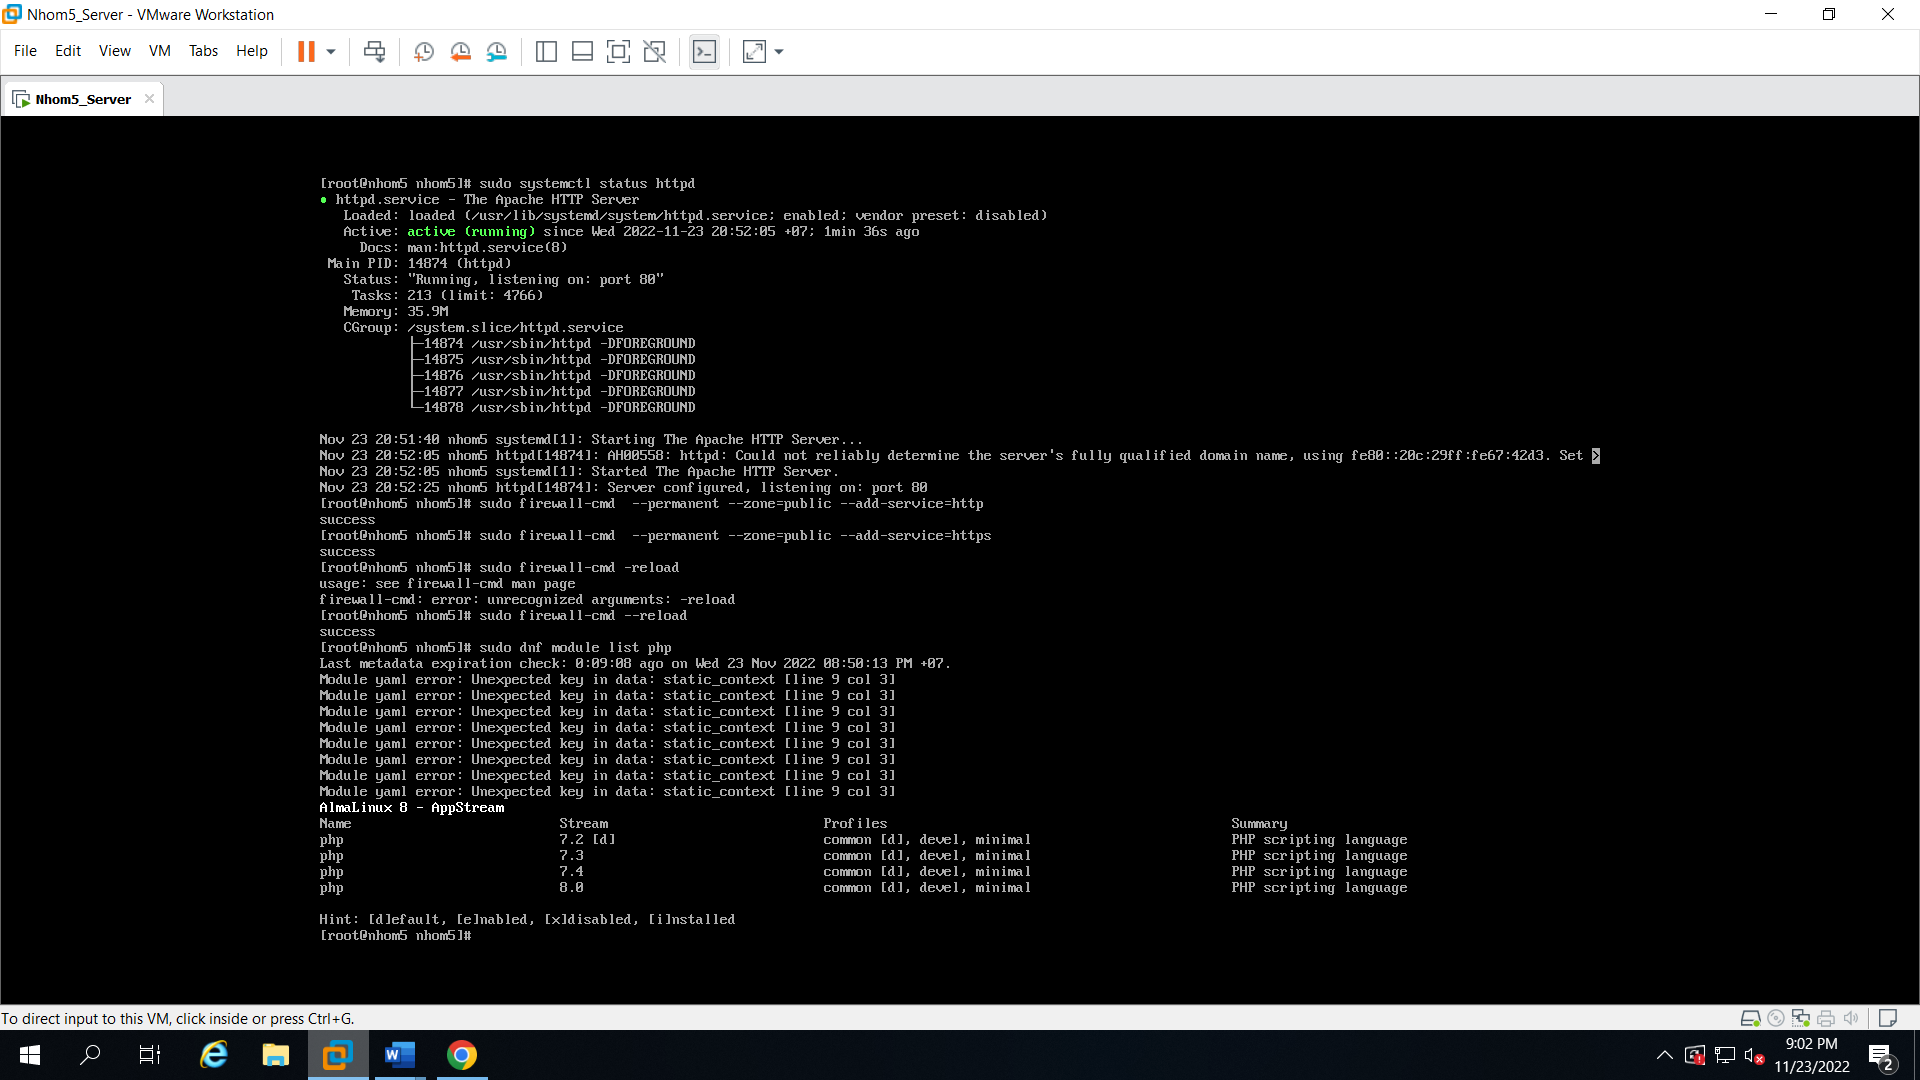 Nhom5_Server - VMware Workstation
File Edit View VM Tabs Help
Nhom5_Server
[root@nhom5 nhom5]# sudo systemctl status httpd
● httpd.service - The Apache HTTP Server
Loaded: loaded (/usr/lib/systemd/system/httpd.service; enabled; vendor preset: disabled)
Active: active (running) since Wed 2022-11-23 20:52:05 +07; 1min 36s ago
Docs: man:httpd.service(8)
Main PID: 14874 (httpd)
Status: "Running, listening on: port 80"
Tasks: 213 (limit: 4766)
Memory: 35.9M
CGroup: /system.slice/httpd.service
├─14874 /usr/sbin/httpd -DFOREGROUND
├─14875 /usr/sbin/httpd -DFOREGROUND
├─14876 /usr/sbin/httpd -DFOREGROUND
├─14877 /usr/sbin/httpd -DFOREGROUND
└─14878 /usr/sbin/httpd -DFOREGROUND
Nov 23 20:51:40 nhom5 systemd[1]: Starting The Apache HTTP Server...
Nov 23 20:52:05 nhom5 httpd[14874]: AH00558: httpd: Could not reliably determine the server's fully qualified domain name, using fe80::20c:29ff:fe67:42d3. Set >
Nov 23 20:52:05 nhom5 systemd[1]: Started The Apache HTTP Server.
Nov 23 20:52:25 nhom5 httpd[14874]: Server configured, listening on: port 80
[root@nhom5 nhom5]# sudo firewall-cmd  --permanent --zone=public --add-service=http
success
[root@nhom5 nhom5]# sudo firewall-cmd  --permanent --zone=public --add-service=https
success
[root@nhom5 nhom5]# sudo firewall-cmd -reload
usage: see firewall-cmd man page
firewall-cmd: error: unrecognized arguments: -reload
[root@nhom5 nhom5]# sudo firewall-cmd --reload
success
[root@nhom5 nhom5]# sudo dnf module list php
Last metadata expiration check: 0:09:08 ago on Wed 23 Nov 2022 08:50:13 PM +07.
Module yaml error: Unexpected key in data: static_context [line 9 col 3]
Module yaml error: Unexpected key in data: static_context [line 9 col 3]
Module yaml error: Unexpected key in data: static_context [line 9 col 3]
Module yaml error: Unexpected key in data: static_context [line 9 col 3]
Module yaml error: Unexpected key in data: static_context [line 9 col 3]
Module yaml error: Unexpected key in data: static_context [line 9 col 3]
Module yaml error: Unexpected key in data: static_context [line 9 col 3]
Module yaml error: Unexpected key in data: static_context [line 9 col 3]
AlmaLinux 8 - AppStream
Name Stream Profiles Summary
php 7.2 [d] common [d], devel, minimal PHP scripting language
php 7.3 common [d], devel, minimal PHP scripting language
php 7.4 common [d], devel, minimal PHP scripting language
php 8.0 common [d], devel, minimal PHP scripting language
Hint: [d]efault, [e]nabled, [x]disabled, [i]nstalled
[root@nhom5 nhom5]#
To direct input to this VM, click inside or press Ctrl+G.
9:02 PM
11/23/2022
2